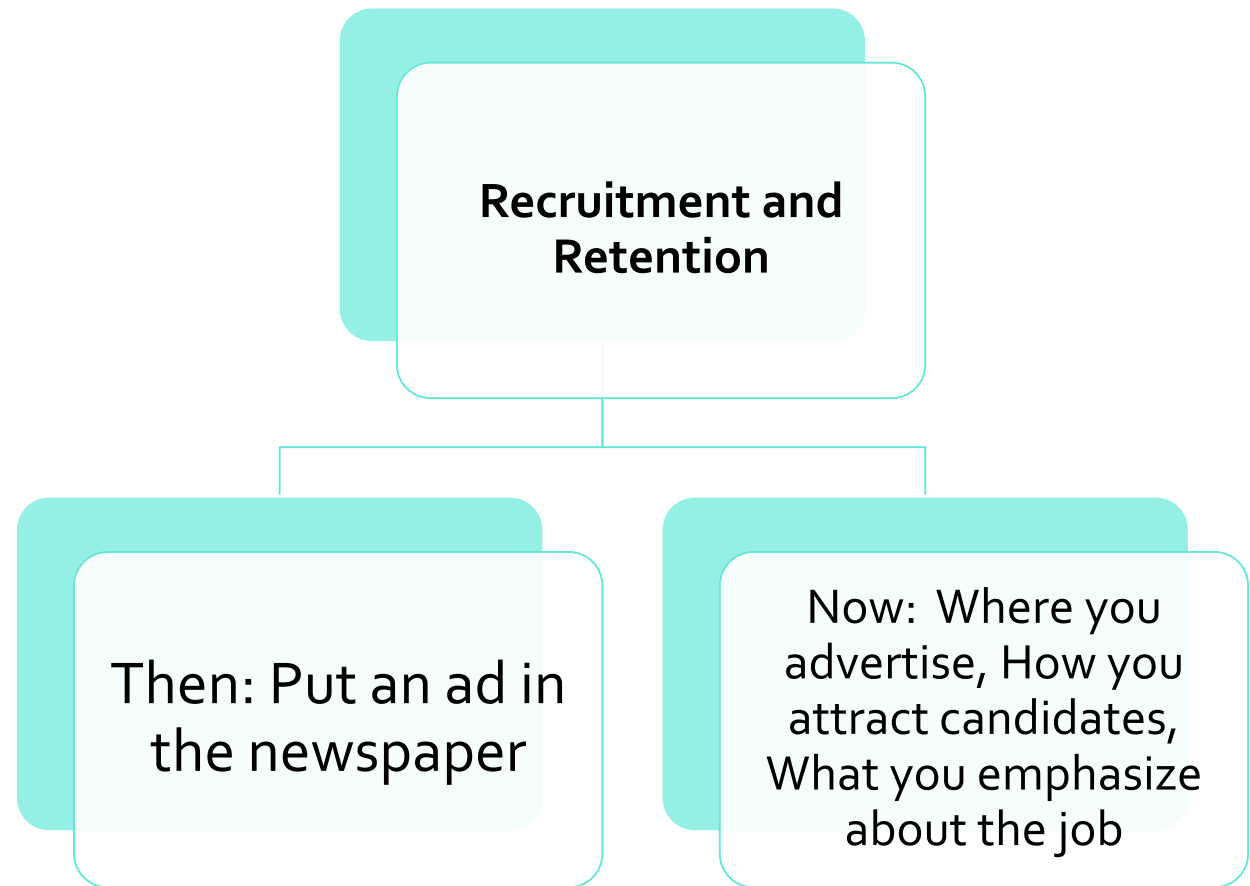 Recruitment and
Retention
Then: Put an ad in
the newspaper
Now:  Where you
advertise, How you
attract candidates,
What you emphasize
about the job